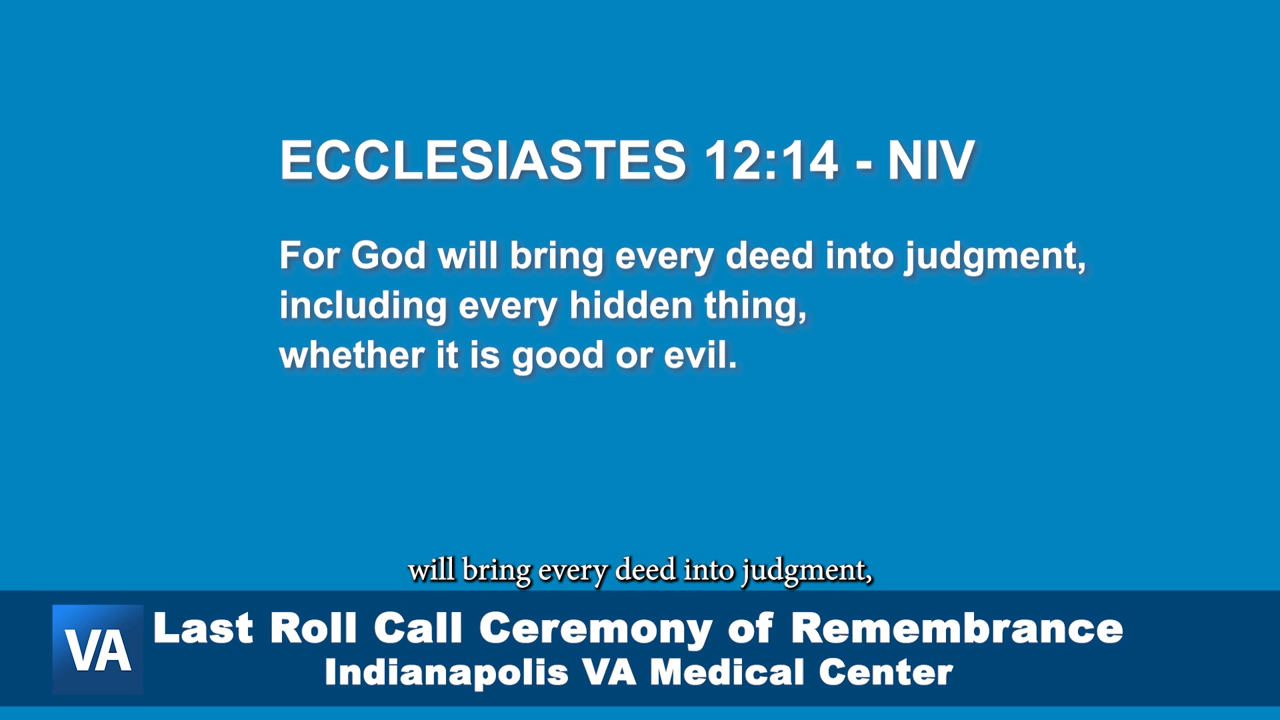 ECCLESIASTES 12:14 - NIV
For God will bring every deed into judgment,
including every hidden thing,
whether it is good or evil.
will bring every deed into judgment,
VA
Last Roll Call Ceremony of Remembrance
Indianapolis VA Medical Center